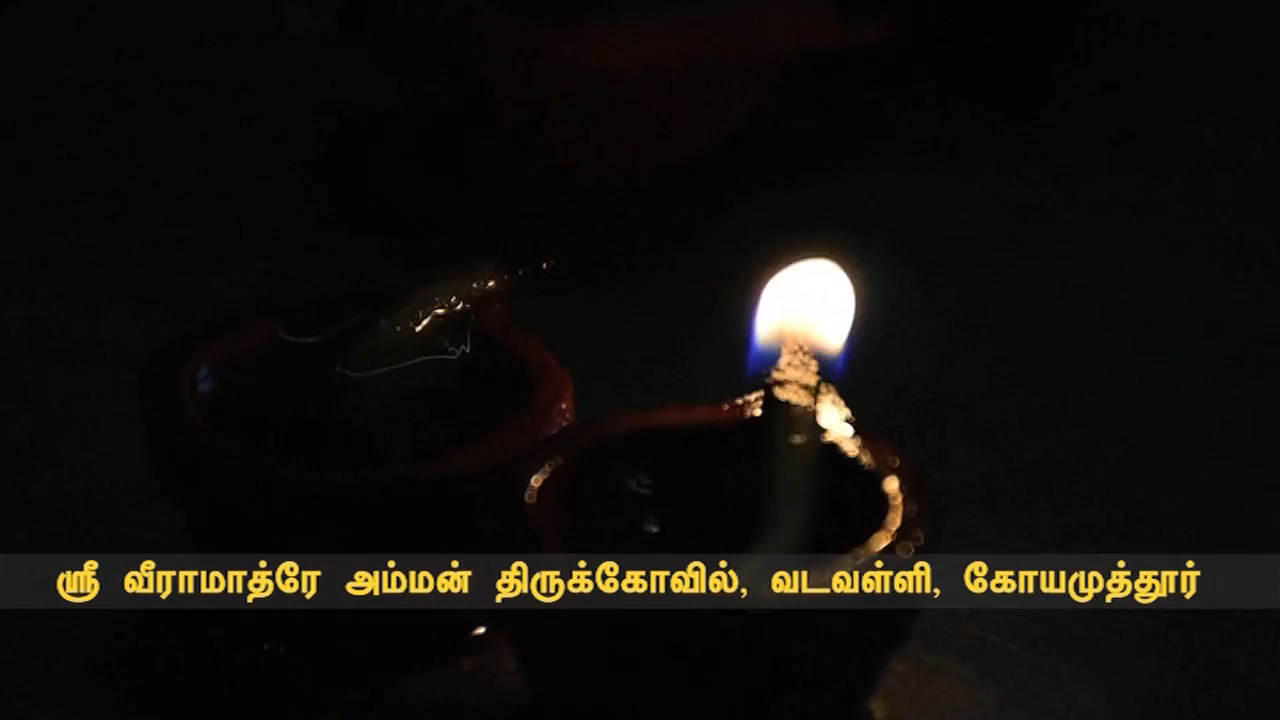 ஸ்ரீ வீராமாத்ரே அம்மன் திருக்கோவில், வடவள்ளி, கோயமுத்தூர்